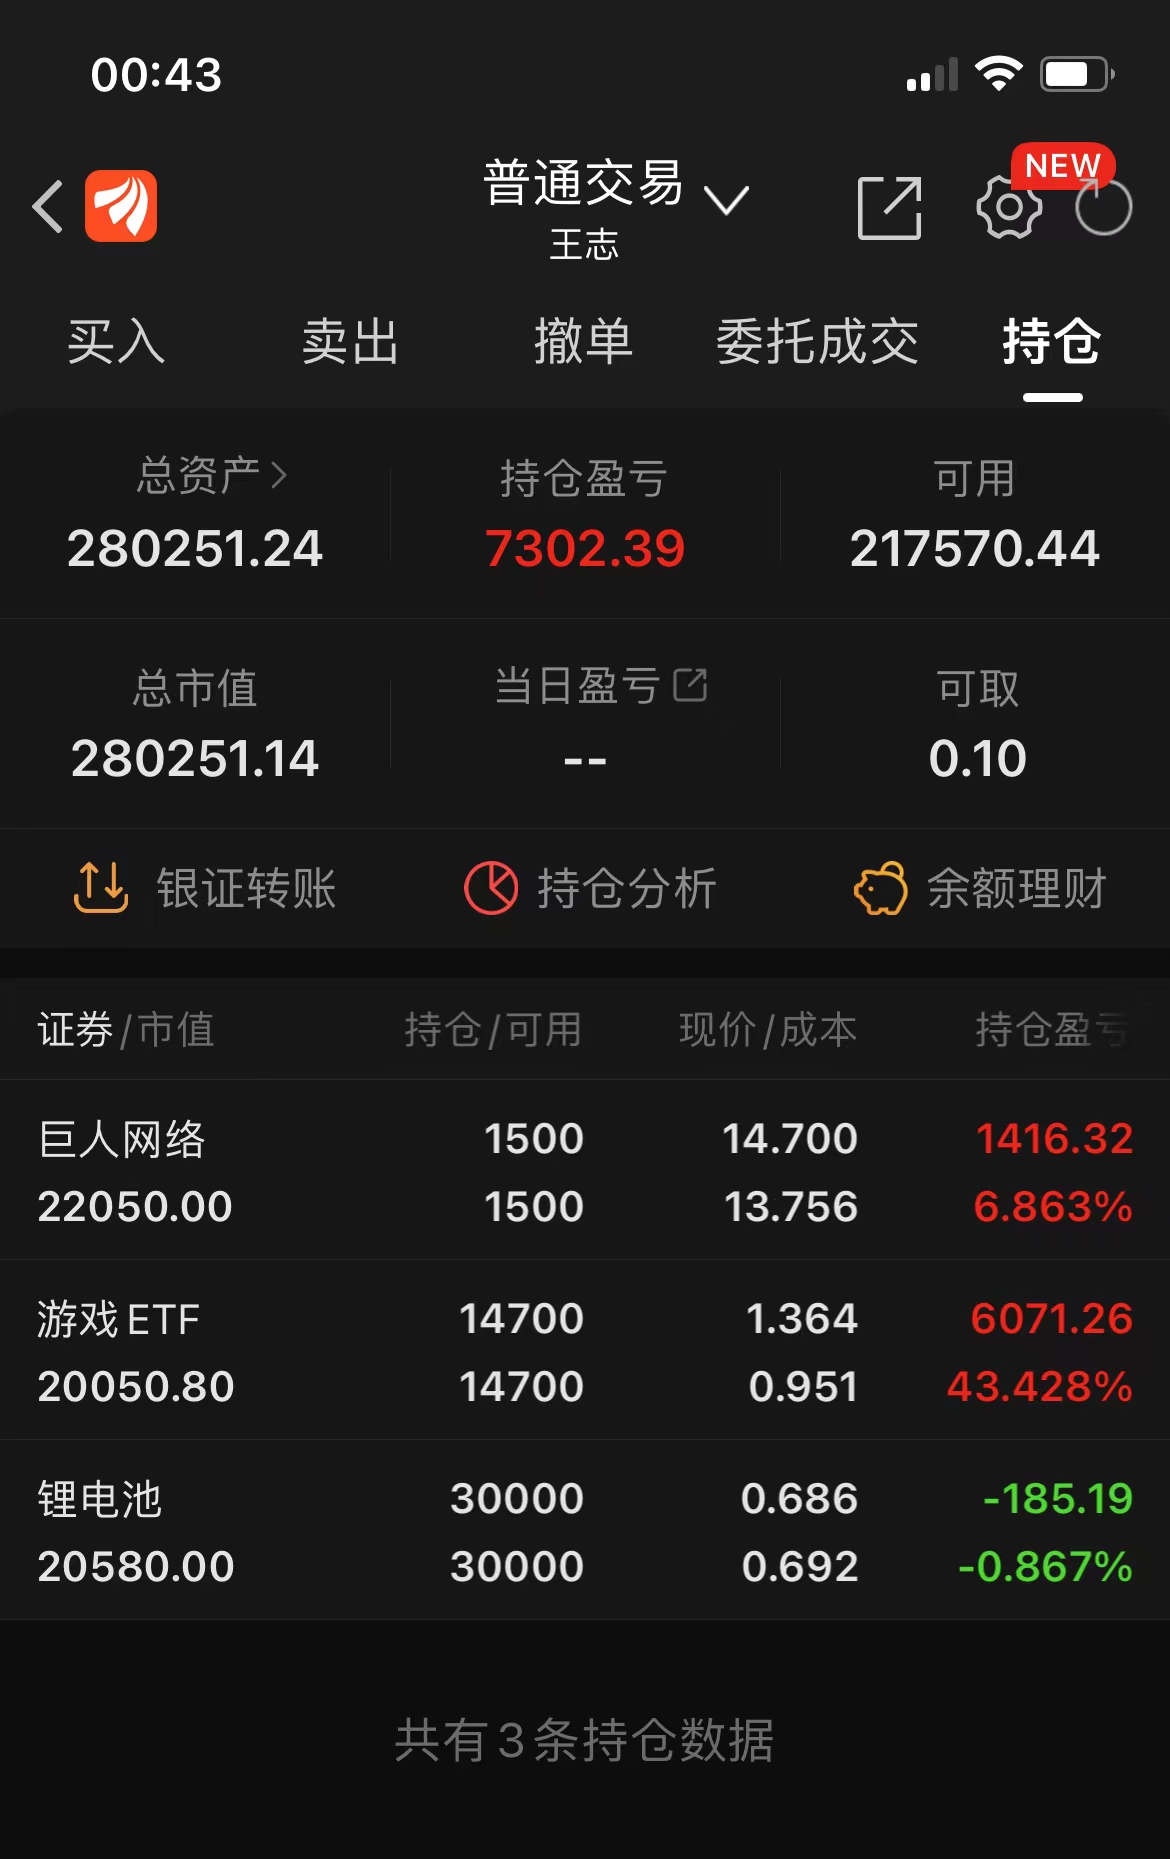 00:43
NEW
普通交易
王志
买入 卖出 撤单 委托成交 持仓
总资产 持仓盈亏 可用
280251.24 7302.39 217570.44
总市值 当日盈亏 可取
280251.14 -- 0.10
银证转账 持仓分析 余额理财
证券/市值 持仓/可用 现价/成本 持仓盈亏
巨人网络 1500 14.700 1416.32
22050.00 1500 13.756 6.863%
游戏ETF 14700 1.364 6071.26
20050.80 14700 0.951 43.428%
锂电池 30000 0.686 -185.19
20580.00 30000 0.692 -0.867%
共有3条持仓数据